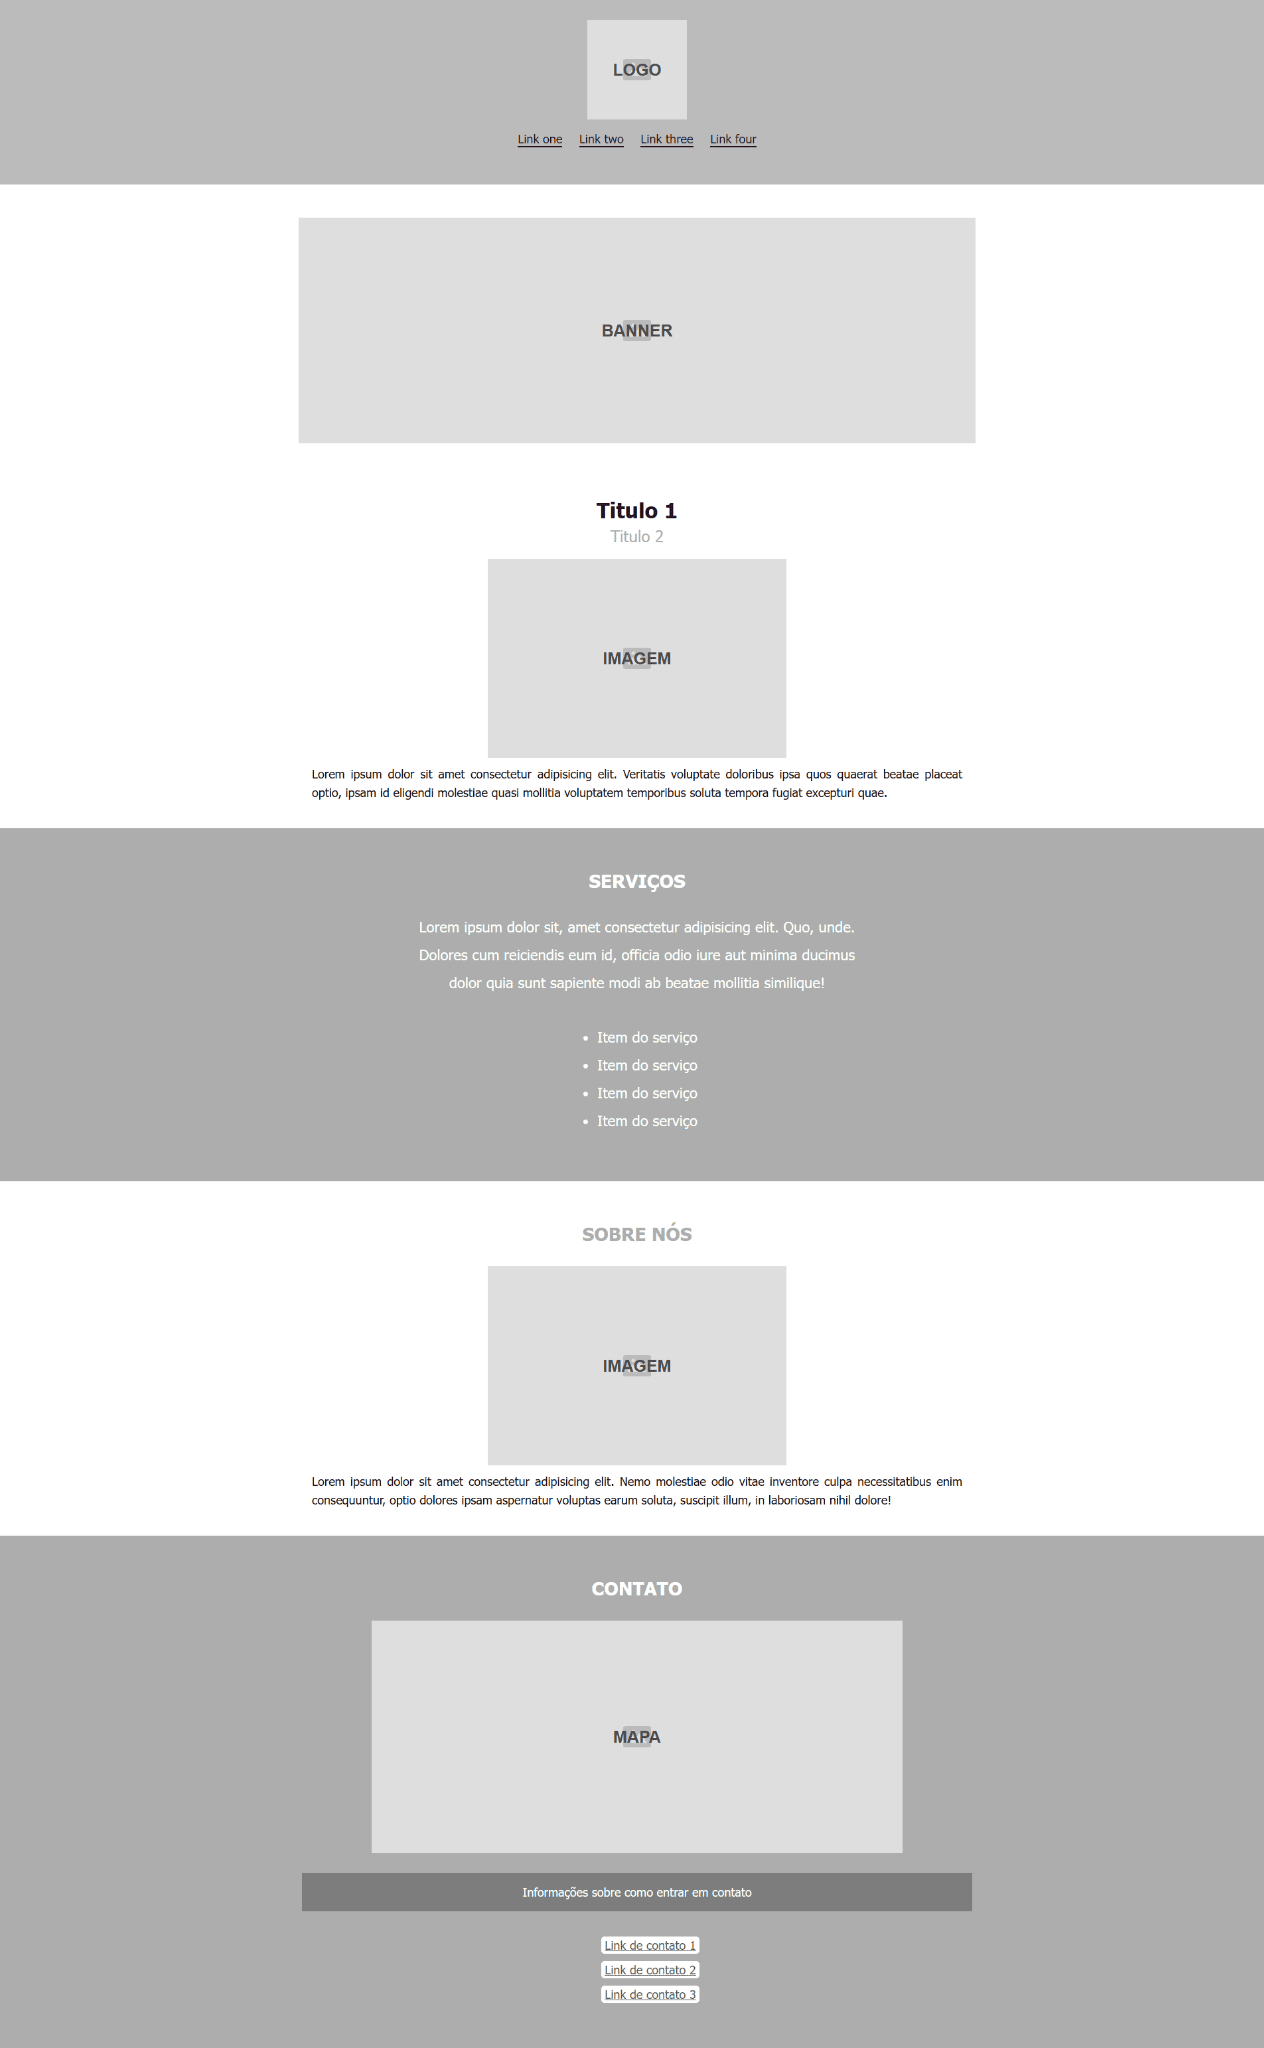 LOGO
Link one Link two Link three Link four
BANNER
Titulo 1
Titulo 2
IMAGEM
Lorem ipsum dolor sit amet consectetur adipisicing elit. Veritatis voluptate doloribus ipsa quos quaerat beatae placeat
optio, ipsam id eligendi molestiae quasi mollitia voluptatem temporibus soluta tempora fugiat excepturi quae.
SERVIÇOS
Lorem ipsum dolor sit, amet consectetur adipisicing elit. Quo, unde.
Dolores cum reiciendis eum id, officia odio iure aut minima ducimus
dolor quia sunt sapiente modi ab beatae mollitia similique!
• Item do serviço
• Item do serviço
• Item do serviço
• Item do serviço
SOBRE NÓS
IMAGEM
Lorem ipsum dolor sit amet consectetur adipisicing elit. Nemo molestiae odio vitae inventore culpa necessitatibus enim
consequuntur, optio dolores ipsam aspernatur voluptas earum soluta, suscipit illum, in laboriosam nihil dolore!
CONTATO
MAPA
Informações sobre como entrar em contato
Link de contato 1
Link de contato 2
Link de contato 3